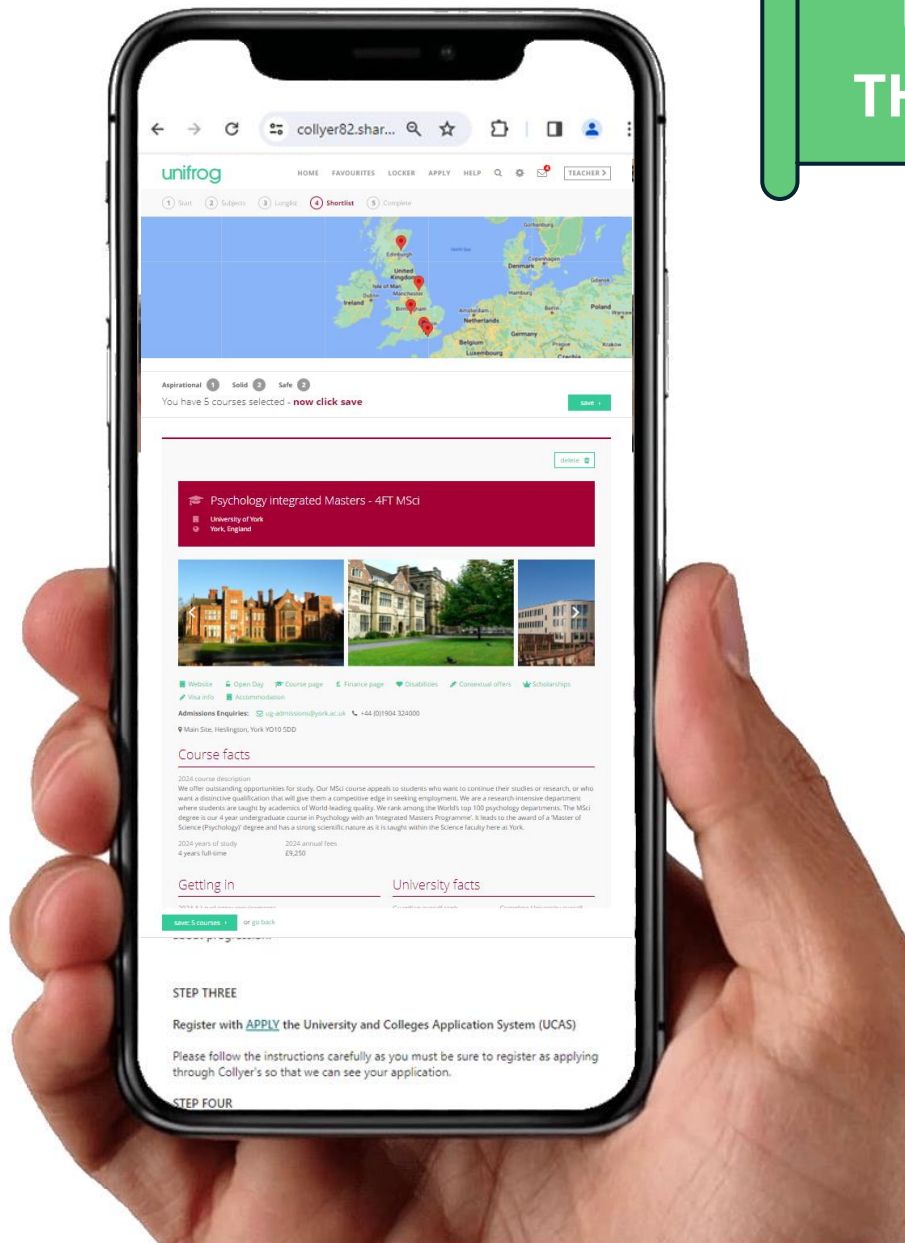 TH
collyer82.shar...
unifrog
HOME FAVOURITES LOCKER APPLY HELP 4 TEACHER >
1 Start 2 Subjects 3 Longlist 4 Shortlist 5 Complete
Gothenburg
Edinburgh
North Sea
Copenhagen
Denmark
United
Kingdom
Gdansk
Isle of Man
Hamburg
Dublin Manchester
Ireland
Berlin Poland
Birmingham
Amsterdam
Warsaw
Netherlands
Germany
Belgium
Prague Krakow
Luxembourg
Czechia
Aspirational 1 Solid 2 Safe 2
You have 5 courses selected - now click save
save ›
delete
Psychology integrated Masters - 4FT MSci
University of York
York, England
Website Open Day Course page £ Finance page Disabilities Contextual offers Scholarships
Visa info Accommodation
Admissions Enquiries: ug-admissions@york.ac.uk +44 (0)1904 324000
Main Site, Heslington, York YO10 5DD
Course facts
2024 course description
We offer outstanding opportunities for study. Our MSci course appeals to students who want to continue their studies or research, or who
want a distinctive qualification that will give them a competitive edge in seeking employment. We are a research-intensive department
where students are taught by academics of World-leading quality. We rank among the World's top 100 psychology departments. The MSci
degree is our 4 year undergraduate course in Psychology with an 'Integrated Masters Programme'. It leads to the award of a 'Master of
Science (Psychology)' degree and has a strong scientific nature as it is taught within the Science faculty here at York.
2024 years of study 2024 annual fees
4 years full-time £9,250
Getting in University facts
save: 5 courses › or go back
STEP THREE
Register with APPLY the University and Colleges Application System (UCAS)
Please follow the instructions carefully as you must be sure to register as applying
through Collyer's so that we can see your application.
STEP FOUR